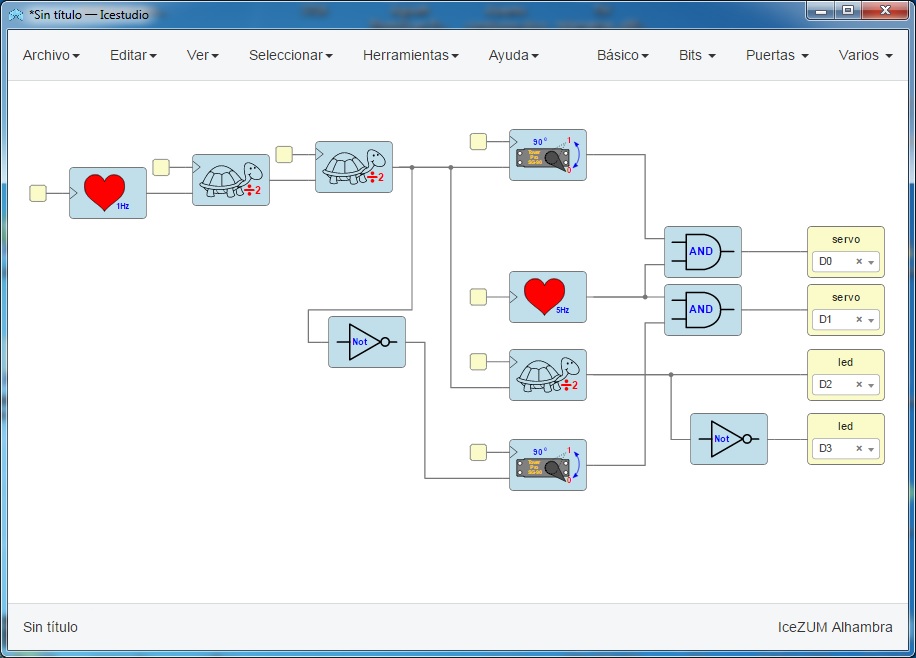 *Sin título — Icestudio
Archivo Editar Ver Seleccionar Herramientas Ayuda Básico Bits Puertas Varios
1Hz
÷2
÷2
90° 1
0
AND
servo
D0
5Hz
AND
servo
D1
Not
÷2
led
D2
Not
led
D3
90° 1
0
Sin título IceZUM Alhambra